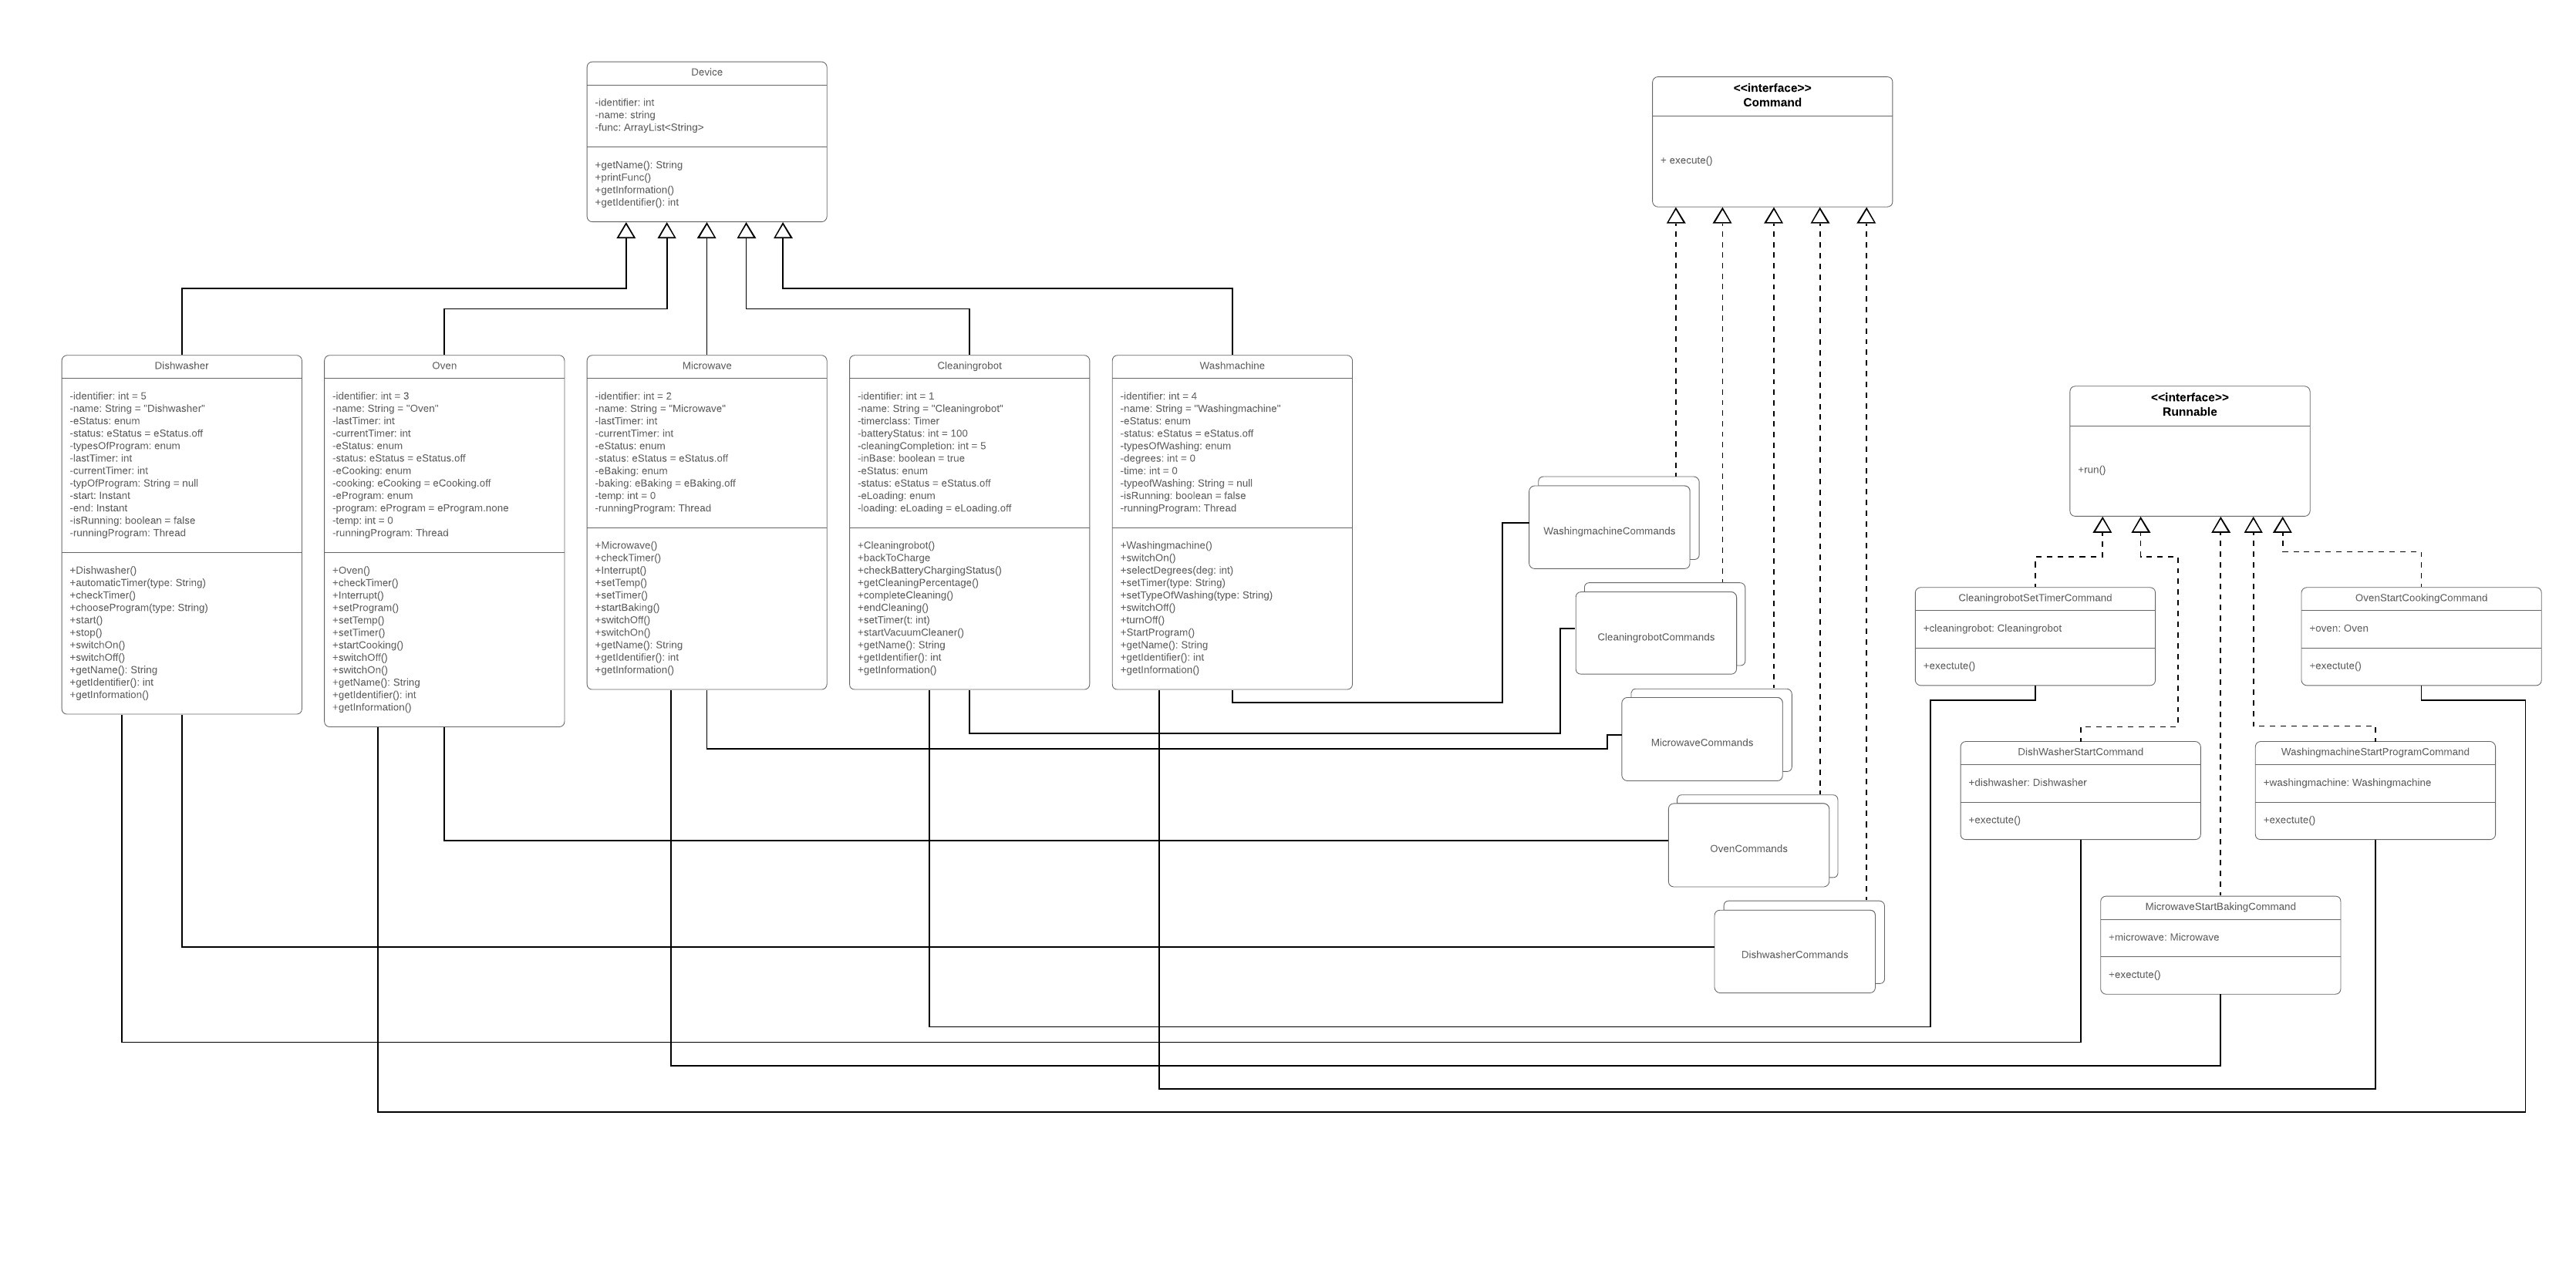 Device
-identifier: int
-name: string
-func: ArrayList<String>
+getName(): String
+printFunc()
+getInformation()
+getIdentifier(): int
<<interface>>
Command
+ execute()
Dishwasher
-identifier: int = 5
-name: String = "Dishwasher"
-eStatus: enum
-status: eStatus = eStatus.off
-typesOfProgram: enum
-lastTimer: int
-currentTimer: int
-typOfProgram: String = null
-start: Instant
-end: Instant
-isRunning: boolean = false
-runningProgram: Thread
+Dishwasher()
+automaticTimer(type: String)
+checkTimer()
+chooseProgram(type: String)
+start()
+stop()
+switchOn()
+switchOff()
+getName(): String
+getIdentifier(): int
+getInformation()
Oven
-identifier: int = 3
-name: String = "Oven"
-lastTimer: int
-currentTimer: int
-eStatus: enum
-status: eStatus = eStatus.off
-eCooking: enum
-cooking: eCooking = eCooking.off
-eProgram: enum
-program: eProgram = eProgram.none
-temp: int = 0
-runningProgram: Thread
+Oven()
+checkTimer()
+Interrupt()
+setProgram()
+setTemp()
+setTimer()
+startCooking()
+switchOff()
+switchOn()
+getName(): String
+getIdentifier(): int
+getInformation()
Microwave
-identifier: int = 2
-name: String = "Microwave"
-lastTimer: int
-currentTimer: int
-eStatus: enum
-status: eStatus = eStatus.off
-eBaking: enum
-baking: eBaking = eBaking.off
-temp: int = 0
-runningProgram: Thread
+Microwave()
+checkTimer()
+Interrupt()
+setTemp()
+setTimer()
+startBaking()
+switchOff()
+switchOn()
+getName(): String
+getIdentifier(): int
+getInformation()
Cleaningrobot
-identifier: int = 1
-name: String = "Cleaningrobot"
-timerclass: Timer
-batteryStatus: int = 100
-cleaningCompletion: int = 5
-inBase: boolean = true
-eStatus: enum
-status: eStatus = eStatus.off
-eLoading: enum
-loading: eLoading = eLoading.off
+Cleaningrobot()
+backToCharge
+checkBatteryChargingStatus()
+getCleaningPercentage()
+completeCleaning()
+endCleaning()
+setTimer(t: int)
+startVacuumCleaner()
+getName(): String
+getIdentifier(): int
+getInformation()
Washmachine
-identifier: int = 4
-name: String = "Washingmachine"
-eStatus: enum
-status: eStatus = eStatus.off
-typesOfWashing: enum
-degrees: int = 0
-time: int = 0
-typeofWashing: String = null
-isRunning: boolean = false
-runningProgram: Thread
+Washingmachine()
+switchOn()
+selectDegrees(deg: int)
+setTimer(type: String)
+setTypeOfWashing(type: String)
+switchOff()
+turnOff()
+StartProgram()
+getName(): String
+getIdentifier(): int
+getInformation()
WashingmachineCommands
CleaningrobotCommands
MicrowaveCommands
OvenCommands
DishwasherCommands
<<interface>>
Runnable
+run()
CleaningrobotSetTimerCommand
+cleaningrobot: Cleaningrobot
+exectute()
OvenStartCookingCommand
+oven: Oven
+exectute()
DishWasherStartCommand
+dishwasher: Dishwasher
+exectute()
WashingmachineStartProgramCommand
+washingmachine: Washingmachine
+exectute()
MicrowaveStartBakingCommand
+microwave: Microwave
+exectute()